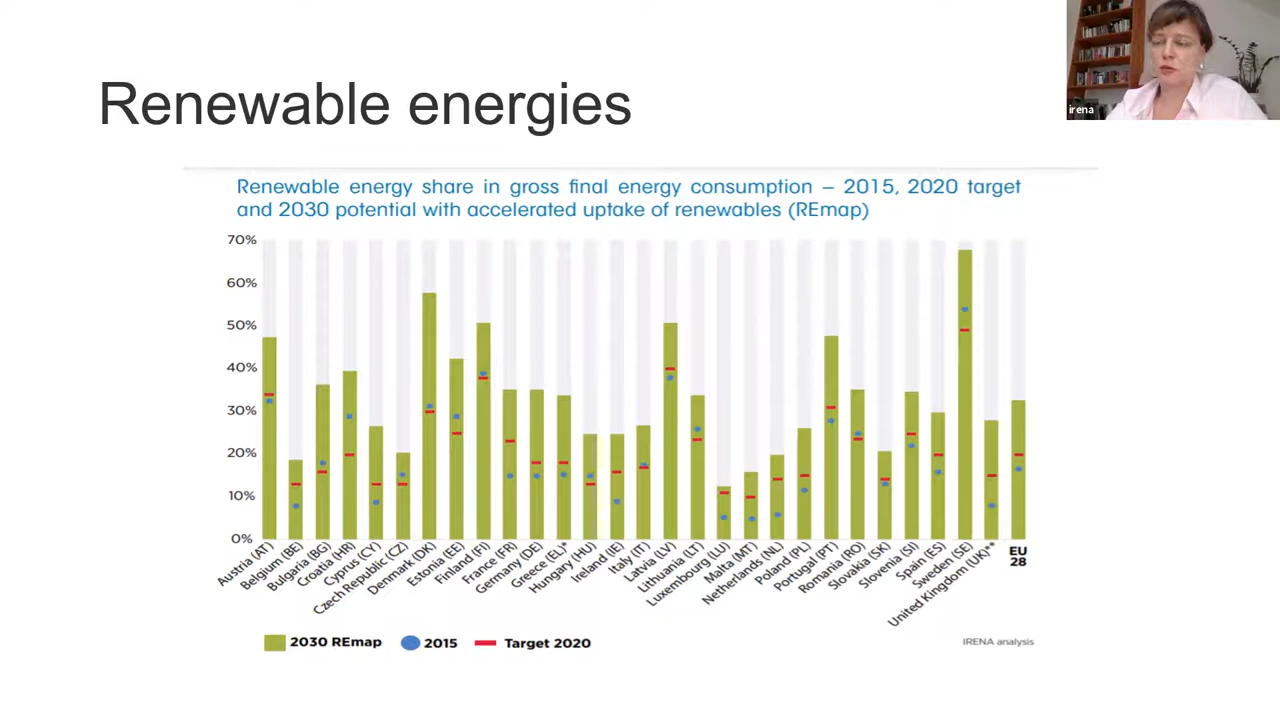 irena
Renewable energies
Renewable energy share in gross final energy consumption – 2015, 2020 target
and 2030 potential with accelerated uptake of renewables (REmap)
70%
60%
50%
40%
30%
20%
10%
0%
Austria (AT)
Belgium (BE)
Bulgaria (BG)
Croatia (HR)
Cyprus (CY)
Czech Republic (CZ)
Denmark (DK)
Estonia (EE)
Finland (FI)
France (FR)
Germany (DE)
Greece (EL)*
Hungary (HU)
Ireland (IE)
Italy (IT)
Latvia (LV)
Lithuania (LT)
Luxembourg (LU)
Malta (MT)
Netherlands (NL)
Poland (PL)
Portugal (PT)
Romania (RO)
Slovakia (SK)
Slovenia (SI)
Spain (ES)
Sweden (SE)
United Kingdom (UK)**
EU
28
2030 REmap
2015
Target 2020
IRENA analysis